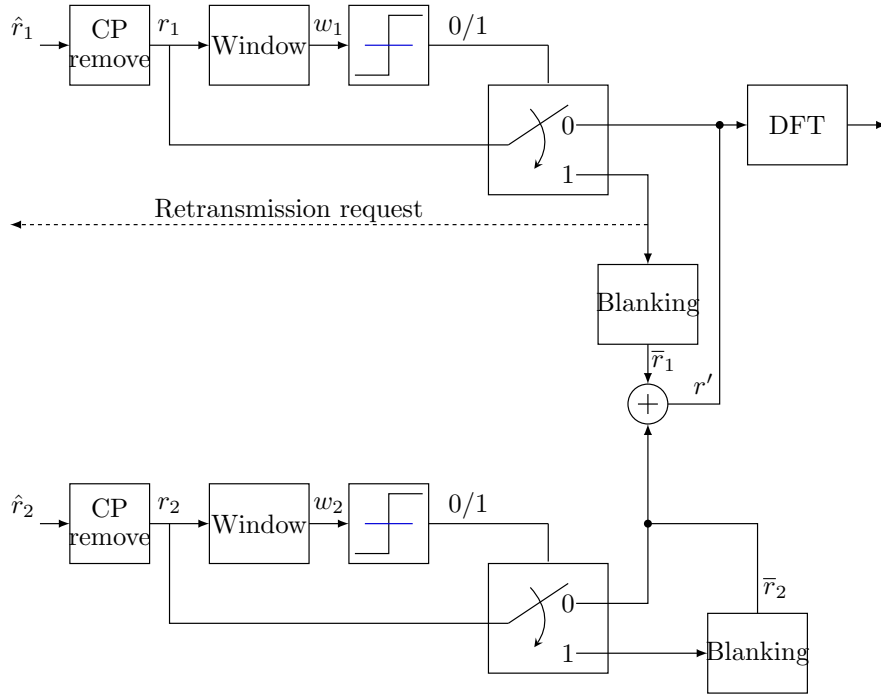 r̂₁
CP
remove
r₁
Window
w₁
0/1
0
1
DFT
Retransmission request
Blanking
r̅₁
+
r′
r̂₂
CP
remove
r₂
Window
w₂
0/1
0
1
r̅₂
Blanking